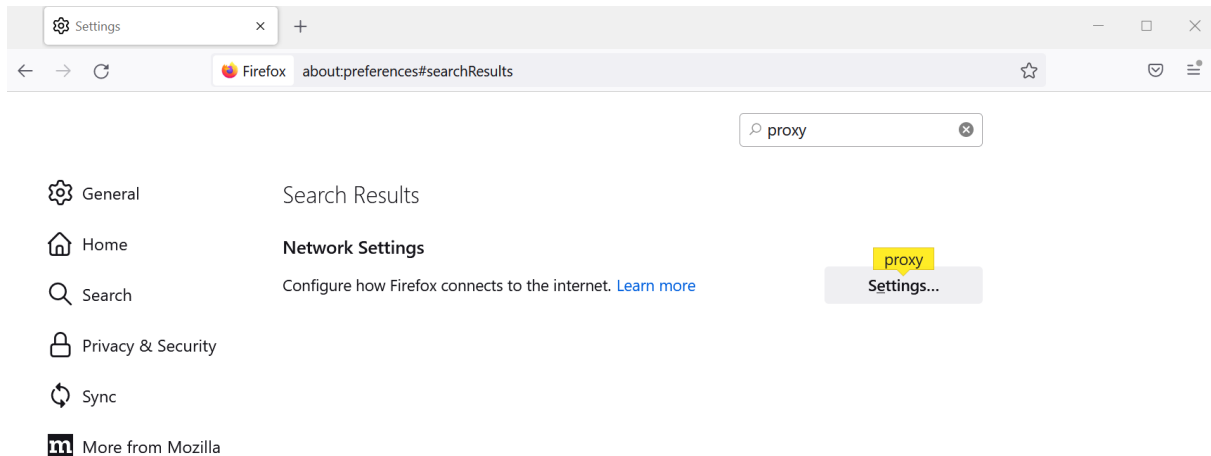 Settings
Firefox about:preferences#searchResults
proxy
General
Home
Search
Privacy & Security
Sync
More from Mozilla
Search Results
Network Settings
Configure how Firefox connects to the internet. Learn more
proxy
Settings...